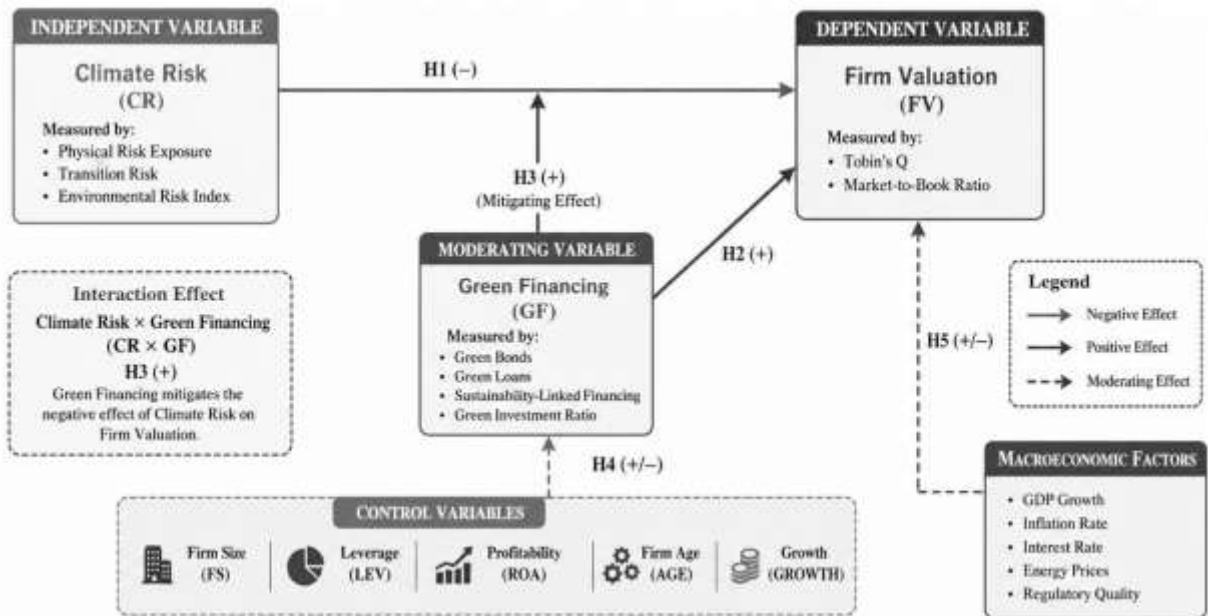 INDEPENDENT VARIABLE
Climate Risk
(CR)
Measured by:
• Physical Risk Exposure
• Transition Risk
• Environmental Risk Index
H1 (–)
DEPENDENT VARIABLE
Firm Valuation
(FV)
Measured by:
• Tobin's Q
• Market-to-Book Ratio
H3 (+)
(Mitigating Effect)
H2 (+)
MODERATING VARIABLE
Green Financing
(GF)
Measured by:
• Green Bonds
• Green Loans
• Sustainability-Linked Financing
• Green Investment Ratio
Interaction Effect
Climate Risk × Green Financing
(CR × GF)
H3 (+)
Green Financing mitigates the
negative effect of Climate Risk on
Firm Valuation.
H5 (+/–)
Legend
Negative Effect
Positive Effect
Moderating Effect
H4 (+/–)
MACROECONOMIC FACTORS
• GDP Growth
• Inflation Rate
• Interest Rate
• Energy Prices
• Regulatory Quality
CONTROL VARIABLES
Firm Size
(FS)
Leverage
(LEV)
Profitability
(ROA)
Firm Age
(AGE)
Growth
(GROWTH)